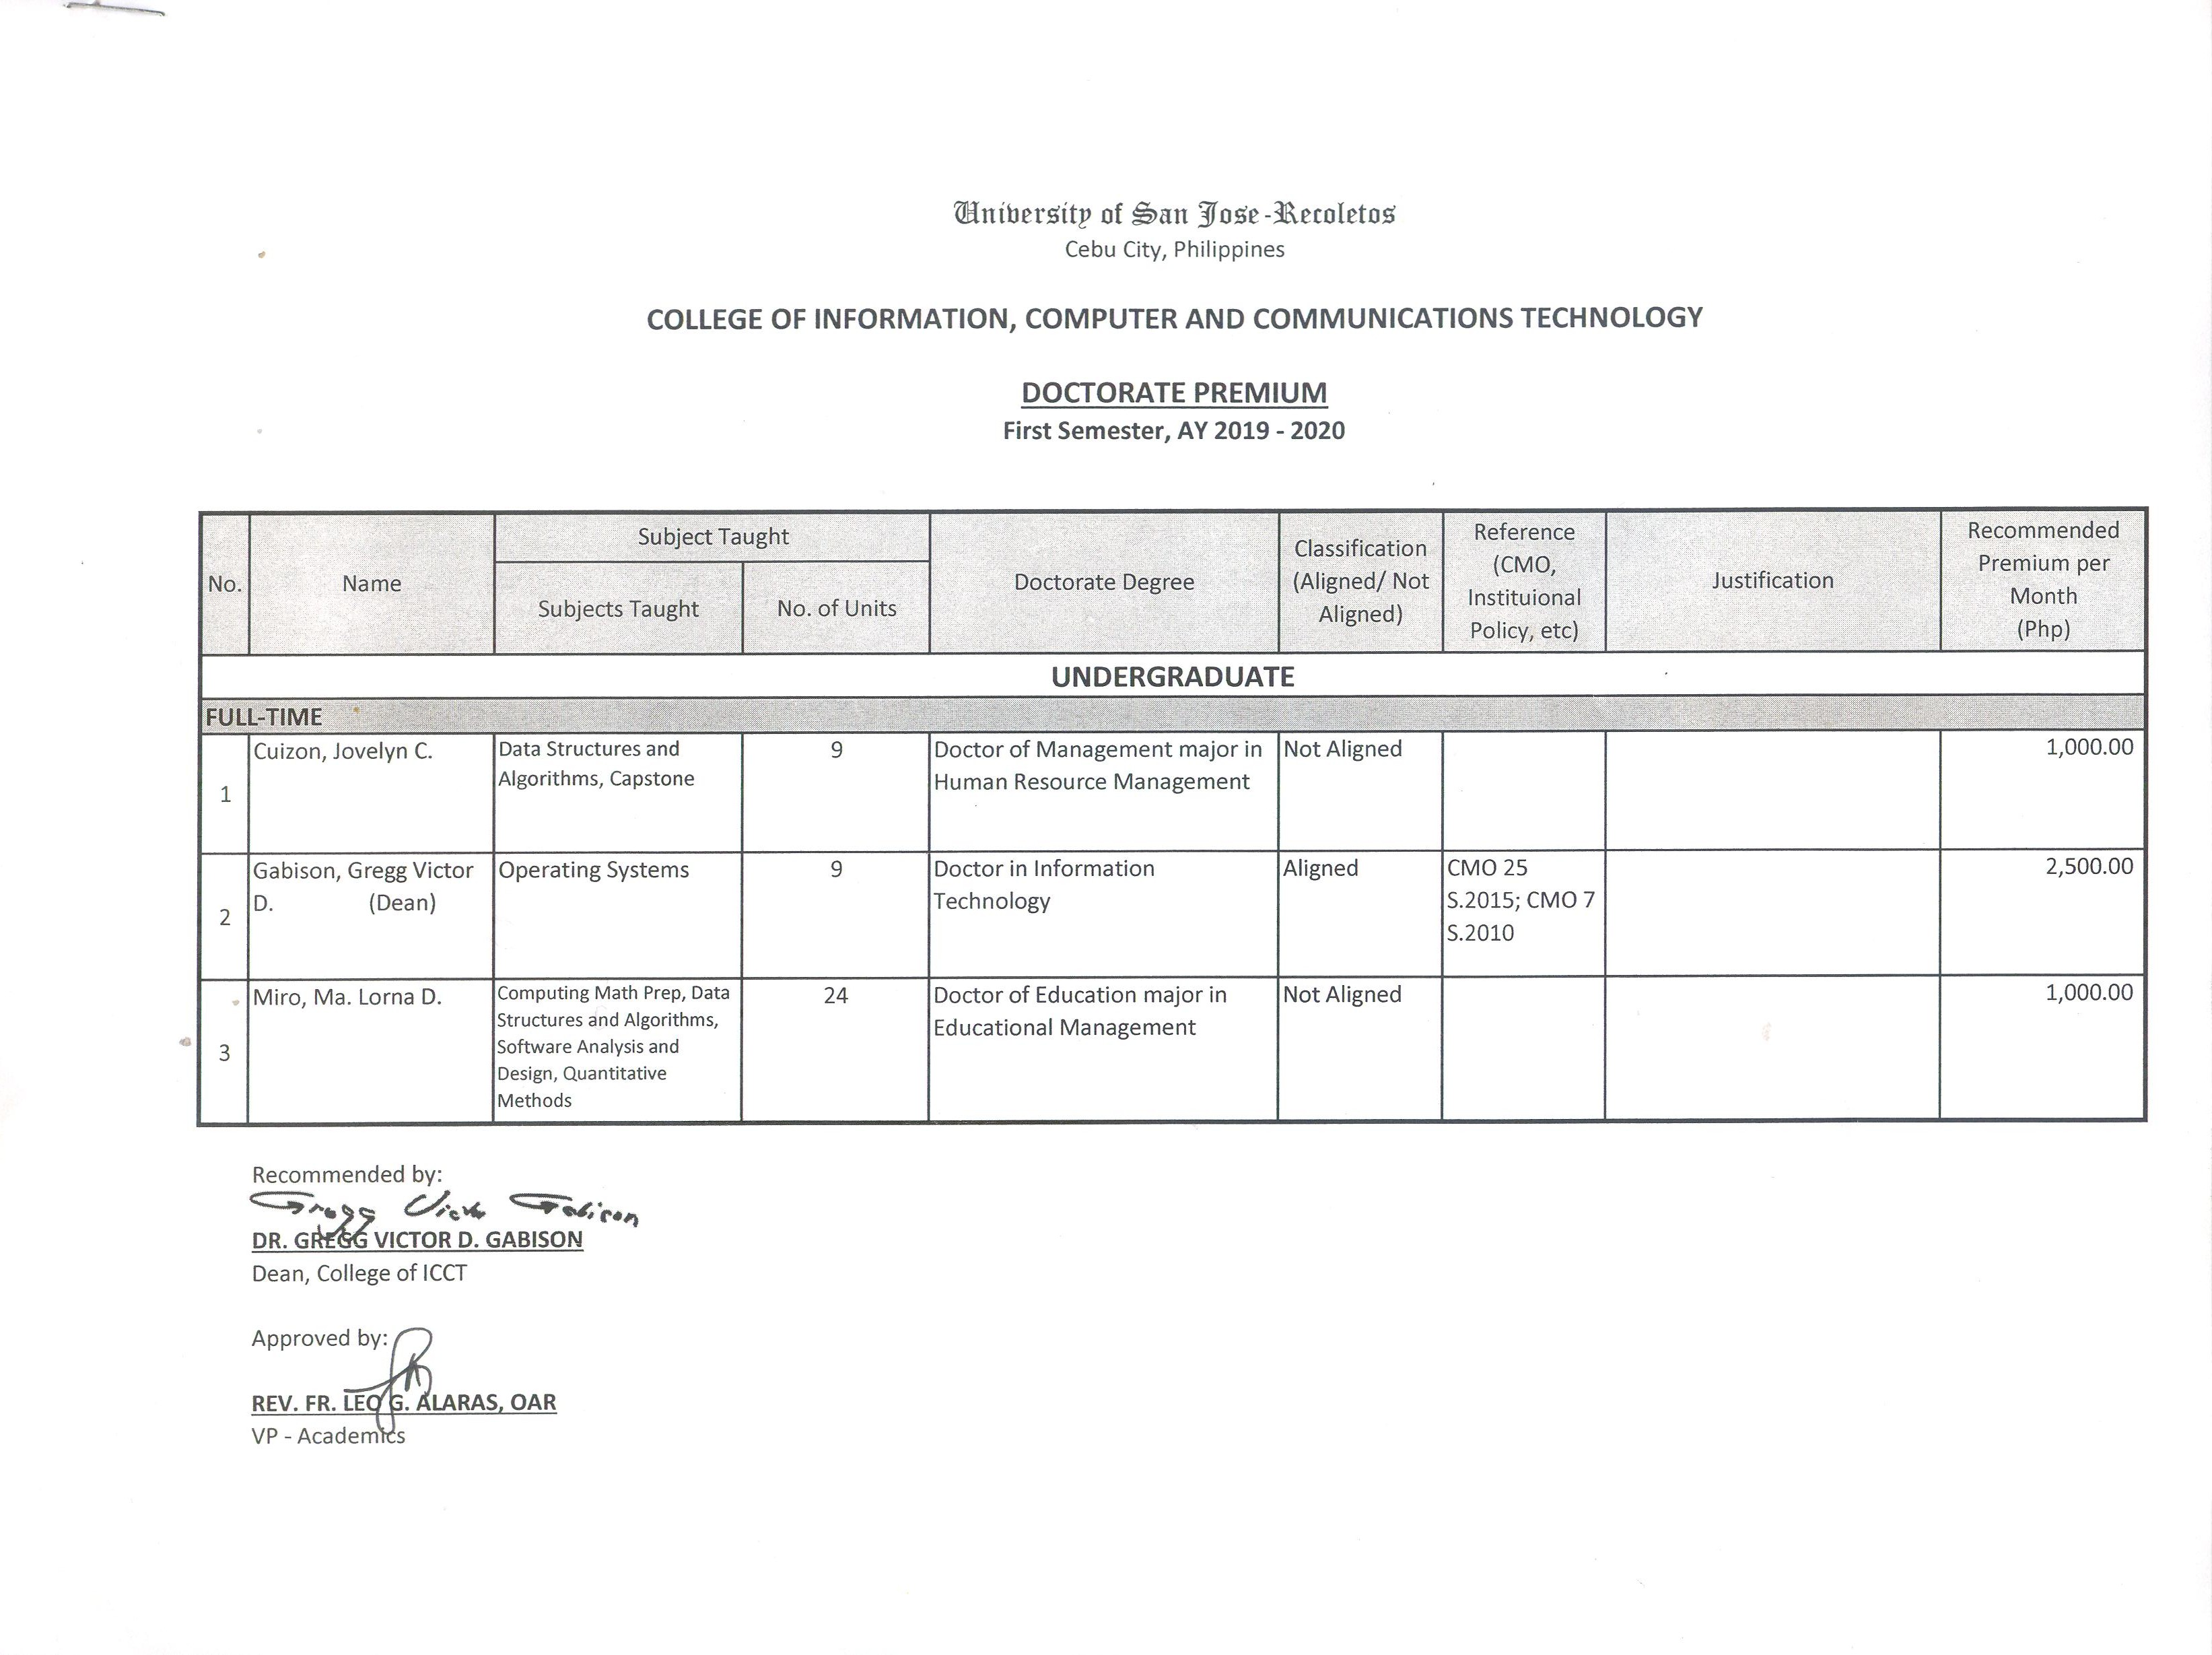 University of San Jose-Recoletos
Cebu City, Philippines
COLLEGE OF INFORMATION, COMPUTER AND COMMUNICATIONS TECHNOLOGY
DOCTORATE PREMIUM
First Semester, AY 2019 - 2020
No.
Name
Subject Taught
Subjects Taught
No. of Units
Doctorate Degree
Classification
(Aligned/ Not
Aligned)
Reference
(CMO,
Instituional
Policy, etc)
Justification
Recommended
Premium per
Month
(Php)
UNDERGRADUATE
FULL-TIME
1
Cuizon, Jovelyn C.
Data Structures and
Algorithms, Capstone
9
Doctor of Management major in
Human Resource Management
Not Aligned
1,000.00
2
Gabison, Gregg Victor
D. (Dean)
Operating Systems
9
Doctor in Information
Technology
Aligned
CMO 25
S.2015; CMO 7
S.2010
2,500.00
3
Miro, Ma. Lorna D.
Computing Math Prep, Data
Structures and Algorithms,
Software Analysis and
Design, Quantitative
Methods
24
Doctor of Education major in
Educational Management
Not Aligned
1,000.00
Recommended by:
Gregg Victor Gabison
DR. GREGG VICTOR D. GABISON
Dean, College of ICCT
Approved by:
REV. FR. LEO G. ALARAS, OAR
VP - Academics